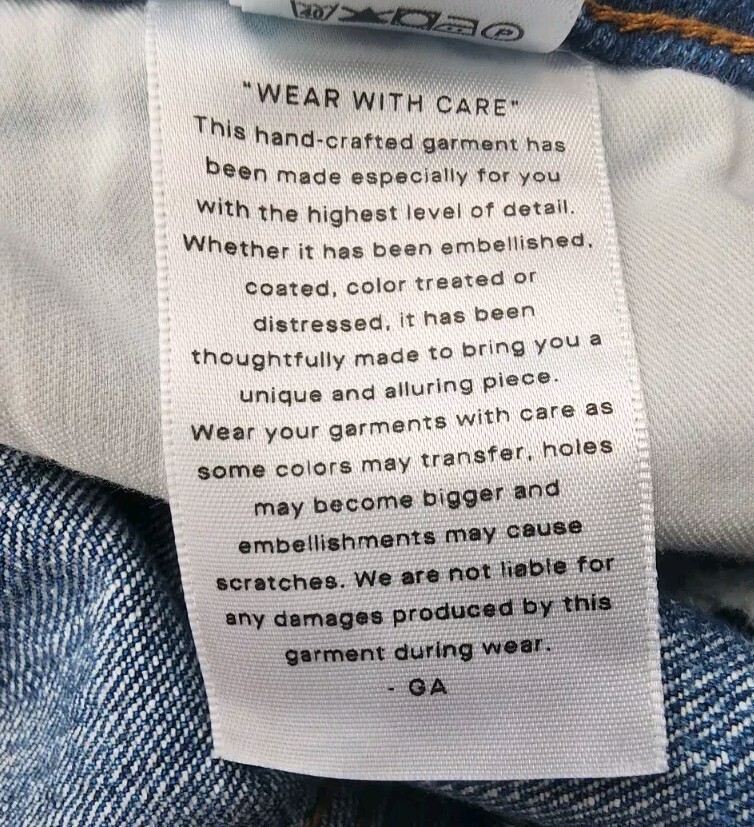 "WEAR WITH CARE"
This hand-crafted garment has
been made especially for you
with the highest level of detail.
Whether it has been embellished,
coated, color treated or
distressed, it has been
thoughtfully made to bring you a
unique and alluring piece.
Wear your garments with care as
some colors may transfer, holes
may become bigger and
embellishments may cause
scratches. We are not liable for
any damages produced by this
garment during wear.
- GA